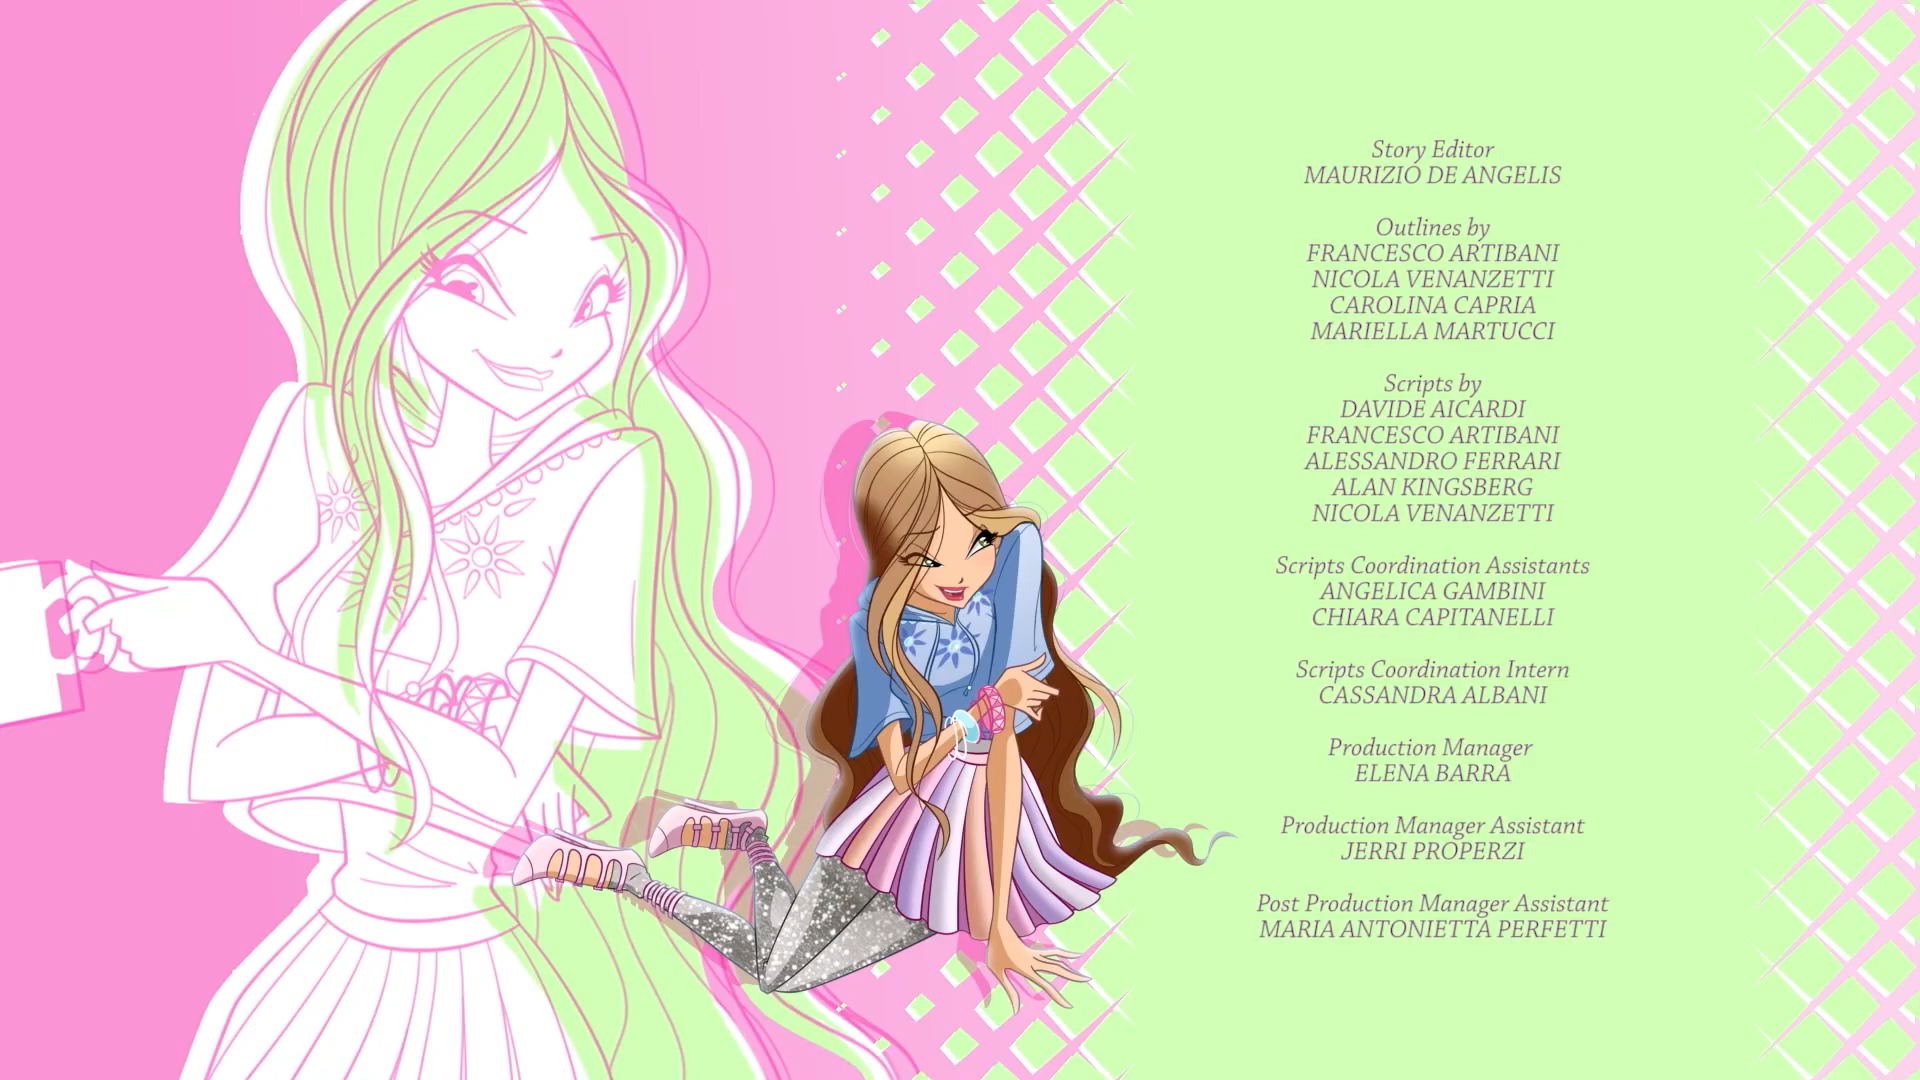 Story Editor
MAURIZIO DE ANGELIS
Outlines by
FRANCESCO ARTIBANI
NICOLA VENANZETTI
CAROLINA CAPRIA
MARIELLA MARTUCCI
Scripts by
DAVIDE AICARDI
FRANCESCO ARTIBANI
ALESSANDRO FERRARI
ALAN KINGSBERG
NICOLA VENANZETTI
Scripts Coordination Assistants
ANGELICA GAMBINI
CHIARA CAPITANELLI
Scripts Coordination Intern
CASSANDRA ALBANI
Production Manager
ELENA BARRA
Production Manager Assistant
JERRI PROPERZI
Post Production Manager Assistant
MARIA ANTONIETTA PERFETTI